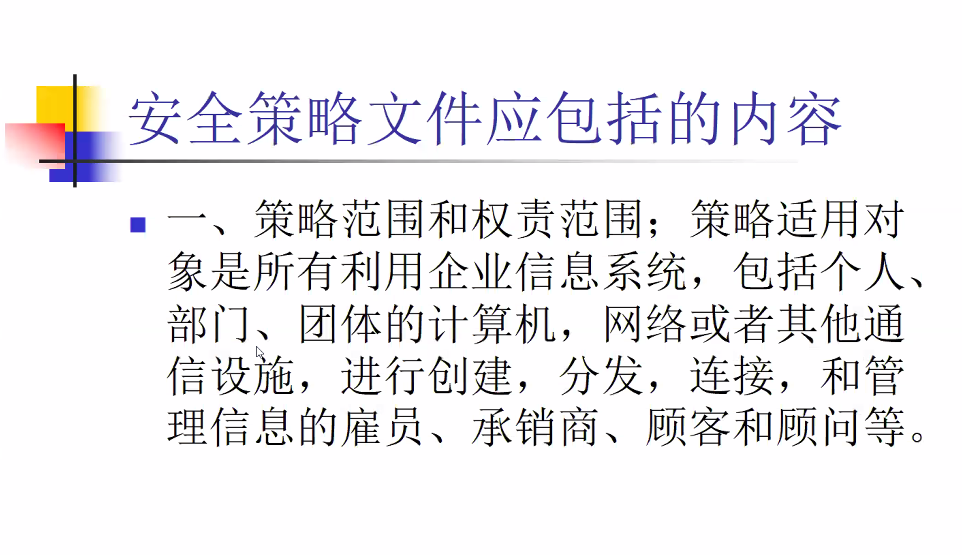 安全策略文件应包括的内容
一、策略范围和权责范围；策略适用对
象是所有利用企业信息系统，包括个人、
部门、团体的计算机，网络或者其他通
信设施，进行创建，分发，连接，和管
理信息的雇员、承销商、顾客和顾问等。